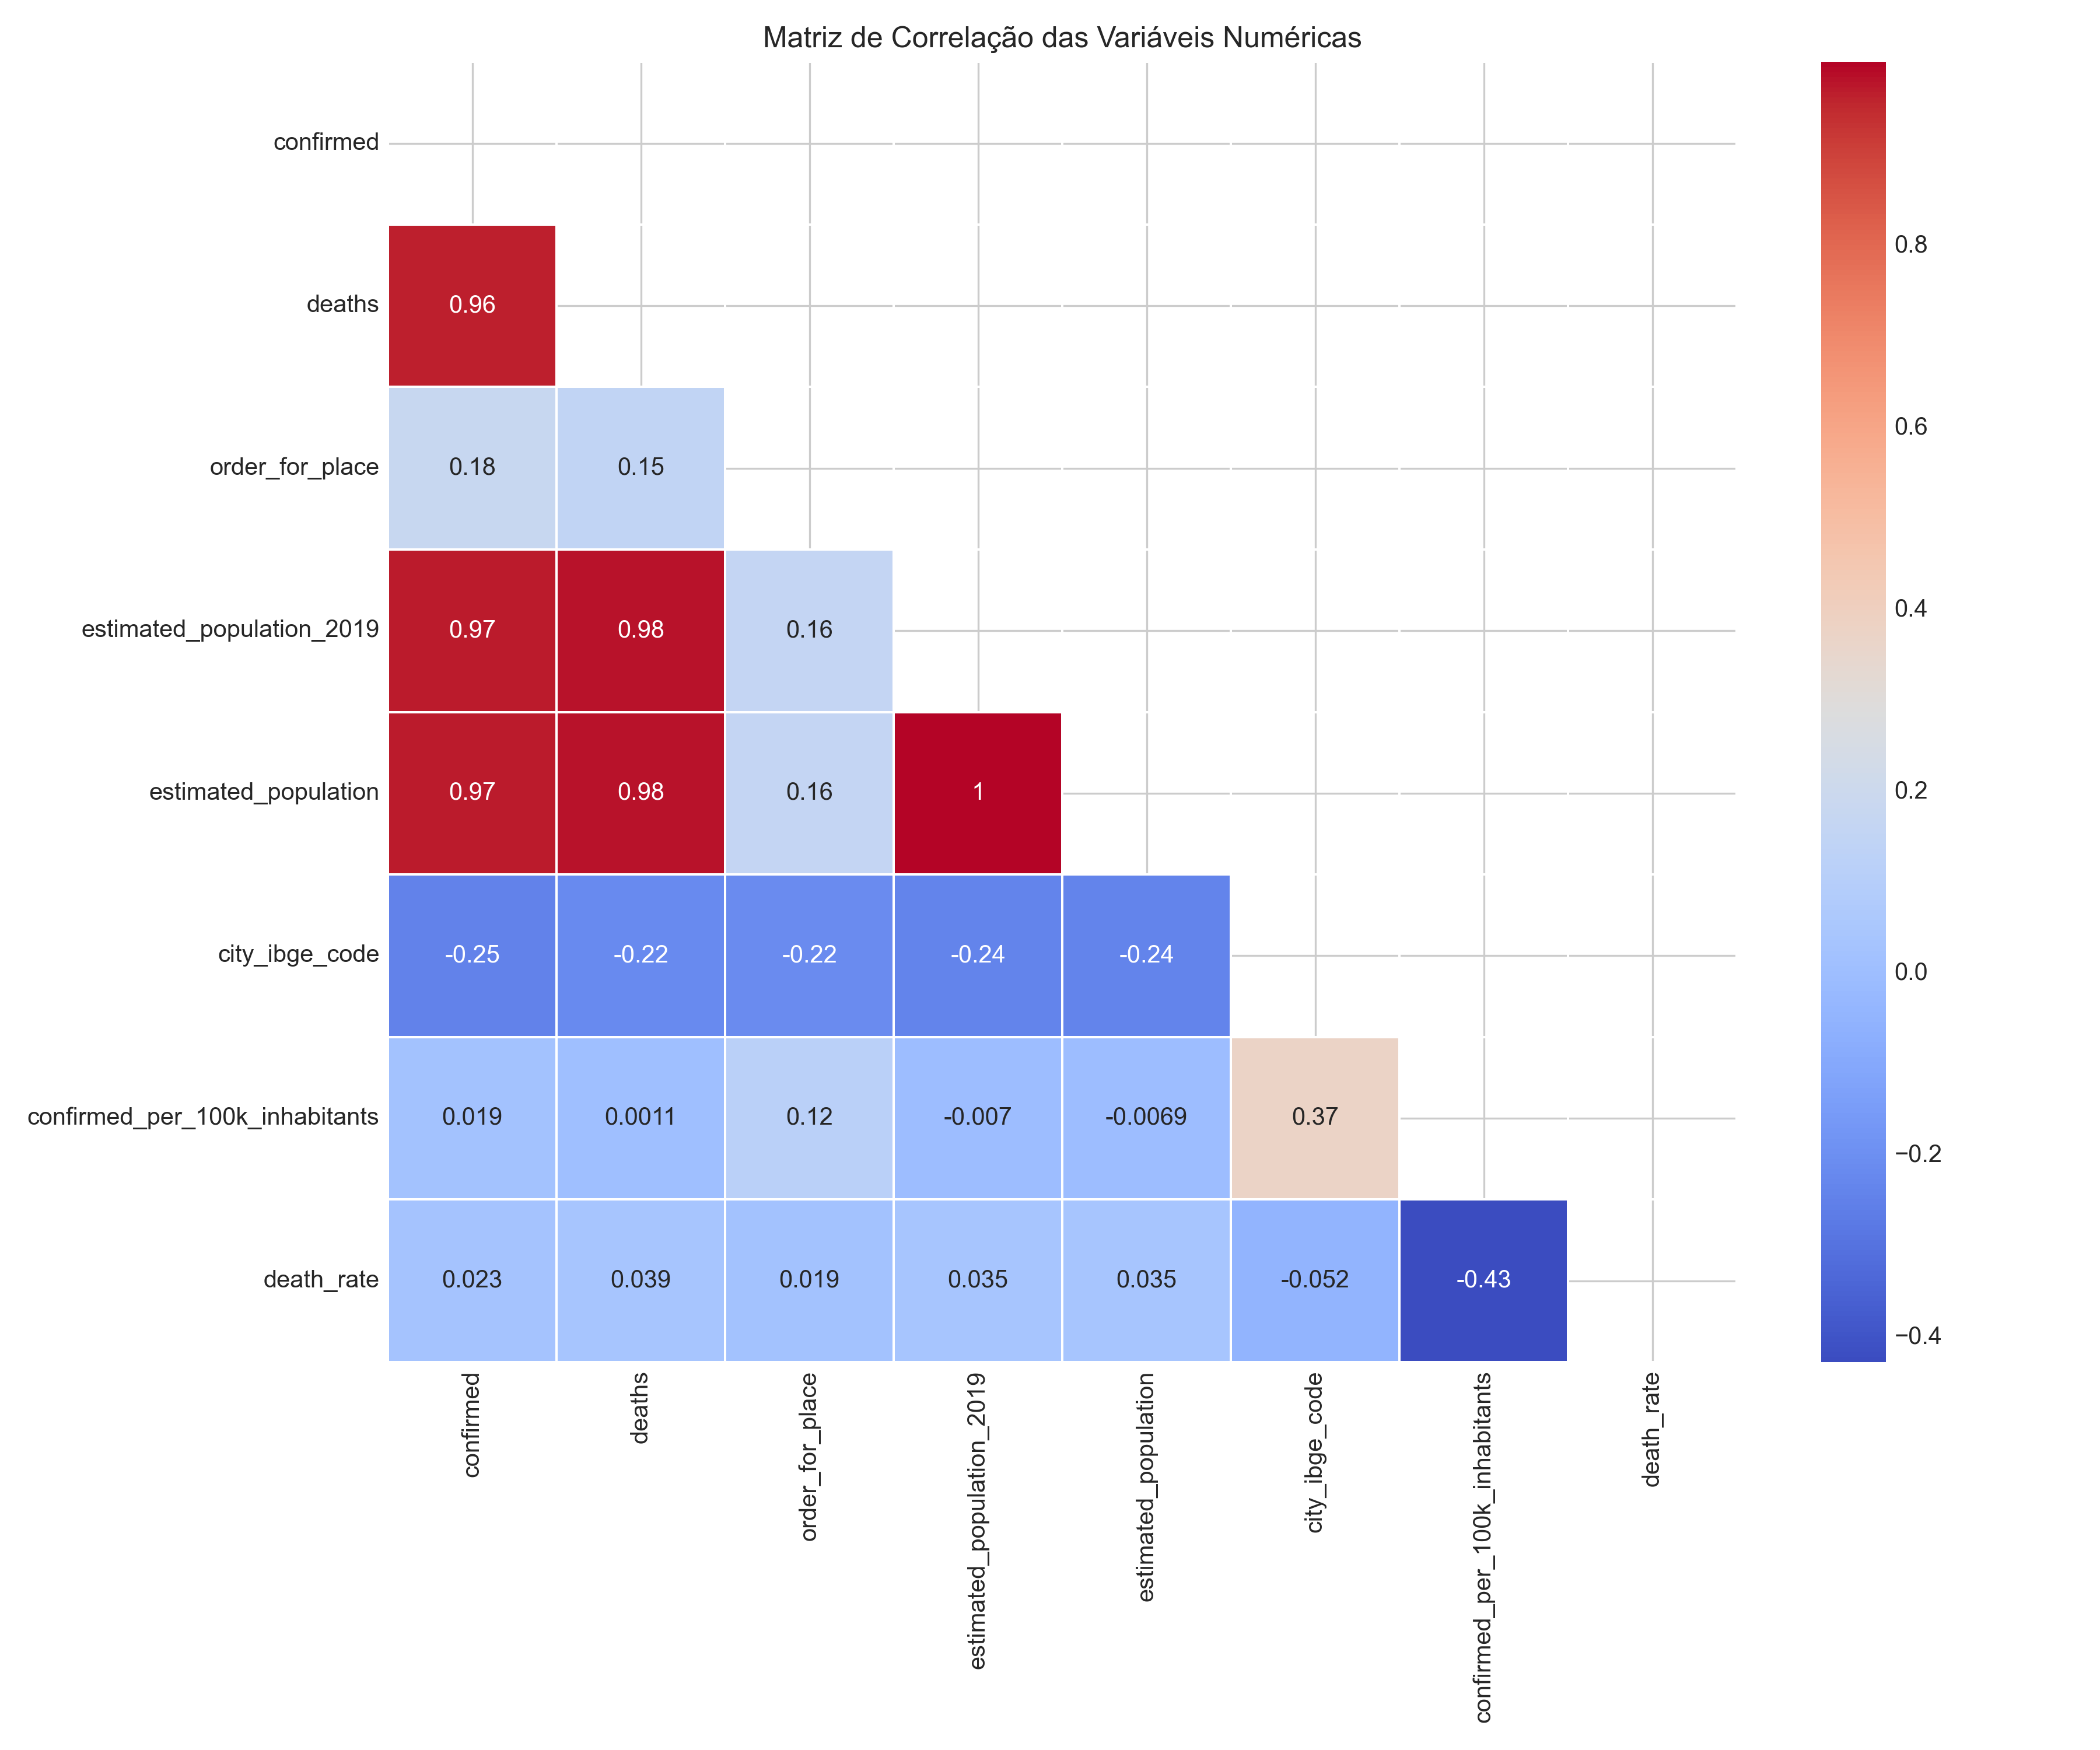 Matriz de Correlação das Variáveis Numéricas
confirmed
deaths
0.96
order_for_place
0.18 0.15
estimated_population_2019
0.97 0.98 0.16
estimated_population
0.97 0.98 0.16 1
city_ibge_code
-0.25 -0.22 -0.22 -0.24 -0.24
confirmed_per_100k_inhabitants
0.019 0.0011 0.12 -0.007 -0.0069 0.37
death_rate
0.023 0.039 0.019 0.035 0.035 -0.052 -0.43
confirmed
deaths
order_for_place
estimated_population_2019
estimated_population
city_ibge_code
confirmed_per_100k_inhabitants
death_rate
0.8
0.6
0.4
0.2
0.0
−0.2
−0.4